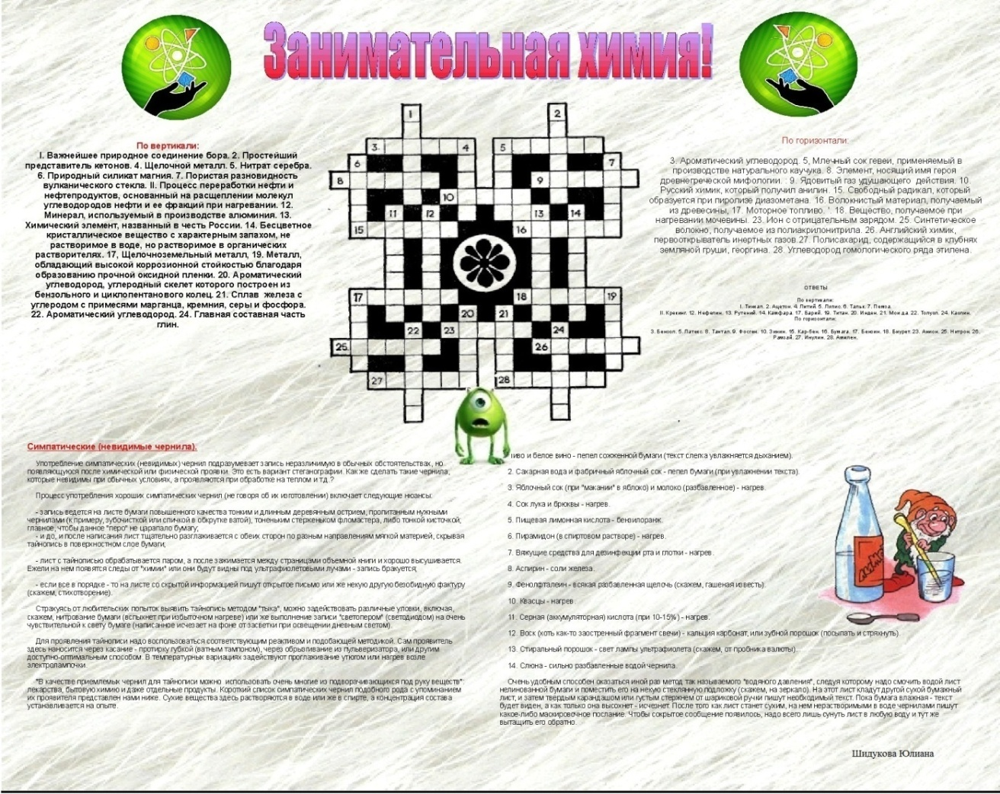 Занимательная химия!
По вертикали:
I. Важнейшее природное соединение бора. 2. Простейший
представитель кетонов. 4. Щелочной металл. 5. Нитрат серебра.
6. Природный силикат магния. 7. Пористая разновидность
вулканического стекла. II. Процесс переработки нефти и
нефтепродуктов, основанный на расщеплении молекул
углеводородов нефти и ее фракций при нагревании. 12.
Минерал, используемый в производстве алюминия. 13.
Химический элемент, названный в честь России. 14. Бесцветное
кристаллическое вещество с характерным запахом, не
растворимое в воде, но растворимое в органических
растворителях. 17, Щелочноземельный металл, 19. Металл,
обладающий высокой коррозионной стойкостью благодаря
образованию прочной оксидной пленки. 20. Ароматический
углеводород, углеродный скелет которого построен из
бензольного и циклопентанового колец. 21. Сплав железа с
углеродом с примесями марганца, кремния, серы и фосфора.
22. Ароматический углеводород. 24. Главная составная часть
глин.
1
2
3.
4
5
6
7
8
9
10
11
12
13
14
15
16
17
18
19
20
21
22
23
24
25.
26
27
28
По горизонтали:
3. Ароматический углеводород. 5, Млечный сок гевеи, применяемый в
производстве натурального каучука. 8. Элемент, носящий имя героя
древнегреческой мифологии. : 9. Ядовитый газ удушающего действия. 10.
Русский химик, который получил анилин. 15. Свободный радикал, который
образуется при пиролизе диазометана. 16. Волокнистый материал, получаемый
из древесины, 17. Моторное топливо. ' 18. Вещество, получаемое при
нагревании мочевины. 23. Ион с отрицательным зарядом. 25. Синтетическое
волокно, получаемое из полиакрилонитрила. 26. Английский химик,
первооткрыватель инертных газов.27. Полисахарид, содержащийся в клубнях
земляной груши, георгина. 28. Углеводород гомологического ряда этилена.
ОТВЕТЫ
По вертикали:
I. Тинкал. 2. Ацетон. 4. Литий. 5. Ляпис. 6. Тальк. 7. Пемза.
II. Крекинг. 12. Нефелин. 13. Рутений. 14. Камфара. 17. Барий. 19. Титан. 20. Инден. 21. 22. Толуол. 24. Каолин.
По горизонтали:
3. Бензол. 5. Латекс. 8. Тантал. 9. Фосген. 10. Зинин. 15. Кар-бен. 16. Бумага. 17. Бензин. 18. Биурет. 23. Анион. 25. Нитрон. 26.
Рамзай. 27. Инулин. 28. Амилен.
Симпатические (невидимые чернила).
Употребление симпатических (невидимых) чернил подразумевает запись неразличимую в обычных обстоятельствах, но
появляющуюся после химической или физической проявки. Это есть вариант стеганографии. Как же сделать такие чернила,
которые невидимы при обычных условиях, а проявляются при обработке на теплом и т.д.?
Процесс употребления хороших симпатических чернил (не говоря об их изготовлении) включает следующие нюансы:
- запись ведется на листе бумаги повышенного качества тонким и длинным деревянным острием, пропитанным нужными
чернилами (к примеру, зубочисткой или спичкой в обкрутке ватой), тоненьким стерженьком фломастера, либо тонкой кисточкой;
главное, чтобы данное "перо" не царапало бумагу;
- и до, и после написания лист тщательно разглаживается с обеих сторон по разным направлениям мягкой материей, скрывая
тайнопись в поверхностном слое бумаги;
- лист с тайнописью обрабатывается паром, а после зажимается между страницами объемной книги и хорошо высушивается.
Ежели на нем появятся следы от "химии" или они будут видны под ультрафиолетовыми лучами - запись бракуется;
- если все в порядке - то на листе со скрытой информацией пишут открытое письмо или же некую другую безобидную фактуру
(скажем, стихотворение).
Страхуясь от любительских попыток выявить тайнопись методом "тыка", можно задействовать различные уловки, включая,
скажем, нитрование бумаги (вспыхнет при избыточном нагреве) или же выполнение записи "светопером" (светодиодом) на очень
чувствительной к свету бумаге (написанное исчезает на фоне от засветки при освещении дневным светом).
Для проявления тайнописи надо воспользоваться соответствующим реактивом и подобающей методикой. Сам проявитель
здесь наносится через касание - протирку губкой (ватным тампоном), через обрызгивание из пульверизатора, или другим
доступно-оптимальным способом. В температурных вариациях задействуют проглаживание утюгом или нагрев возле
электролампочки.
"В качестве приемлемых чернил для тайнописи можно использовать очень многие из подворачивающихся под руку веществ":
лекарства, бытовую химию и даже отдельные продукты. Короткий список симпатических чернил подобного рода с упоминанием
их проявителя представлен нами ниже. Сухие вещества здесь растворяются в воде или же в спирте, а концентрация состава
устанавливается на опыте.
иво и белое вино - пепел сожженной бумаги (текст слегка увлажняется дыханием).
2. Сахарная вода и фабричный яблочный сок - пепел бумаги (при увлажнении текста).
3. Яблочный сок (при "макании" в яблоко) и молоко (разбавленное) - нагрев.
4. Сок лука и брюквы - нагрев.
5. Пищевая лимонная кислота - бензилоранж.
6. Пирамидон (в спиртовом растворе) - нагрев.
7. Вяжущие средства для дезинфекции рта и глотки - нагрев.
8. Аспирин - соли железа.
9. Фенолфталеин - всякая разбавленная щелочь (скажем, гашеная известь).
10. Квасцы - нагрев.
11. Серная (аккумуляторная) кислота (при 10-15%) - нагрев.
12. Воск (хоть как-то заостренный фрагмент свечи) - кальция карбонат, или зубной порошок (посыпать и стряхнуть).
13. Стиральный порошок - свет лампы ультрафиолета (скажем, от пробника валюты).
14. Слюна - сильно разбавленные водой чернила.
Очень удобным способен оказаться иной раз метод так называемого "водяного давления", следуя которому надо смочить водой лист
нелинованной бумаги и поместить его на некую стеклянную подложку (скажем, на зеркало). На этот лист кладут другой сухой бумажный
лист, и затем твердым карандашом или густым стержнем от шариковой ручки пишут необходимый текст. Пока бумага влажная - текст
будет виден, а как только она высохнет - исчезнет. После того как лист станет сухим, на нем нерастворимыми в воде чернилами пишут
какое-либо маскировочное послание. Чтобы сокрытое сообщение появилось, надо всего лишь сунуть лист в любую воду и тут же
вытащить его обратно.
Шидукова Юлиана